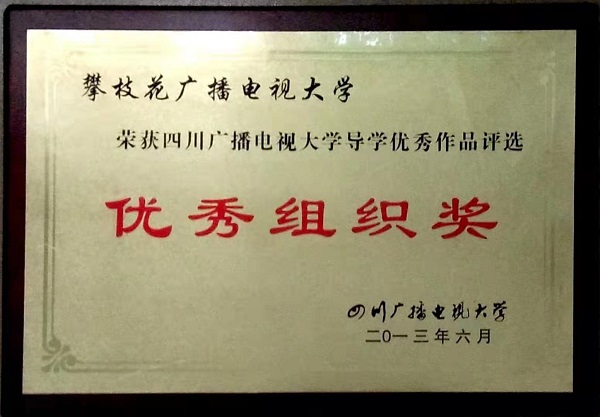 攀枝花广播电视大学
荣获四川广播电视大学导学优秀作品评选
优秀组织奖
四川广播电视大学
二〇一三年六月